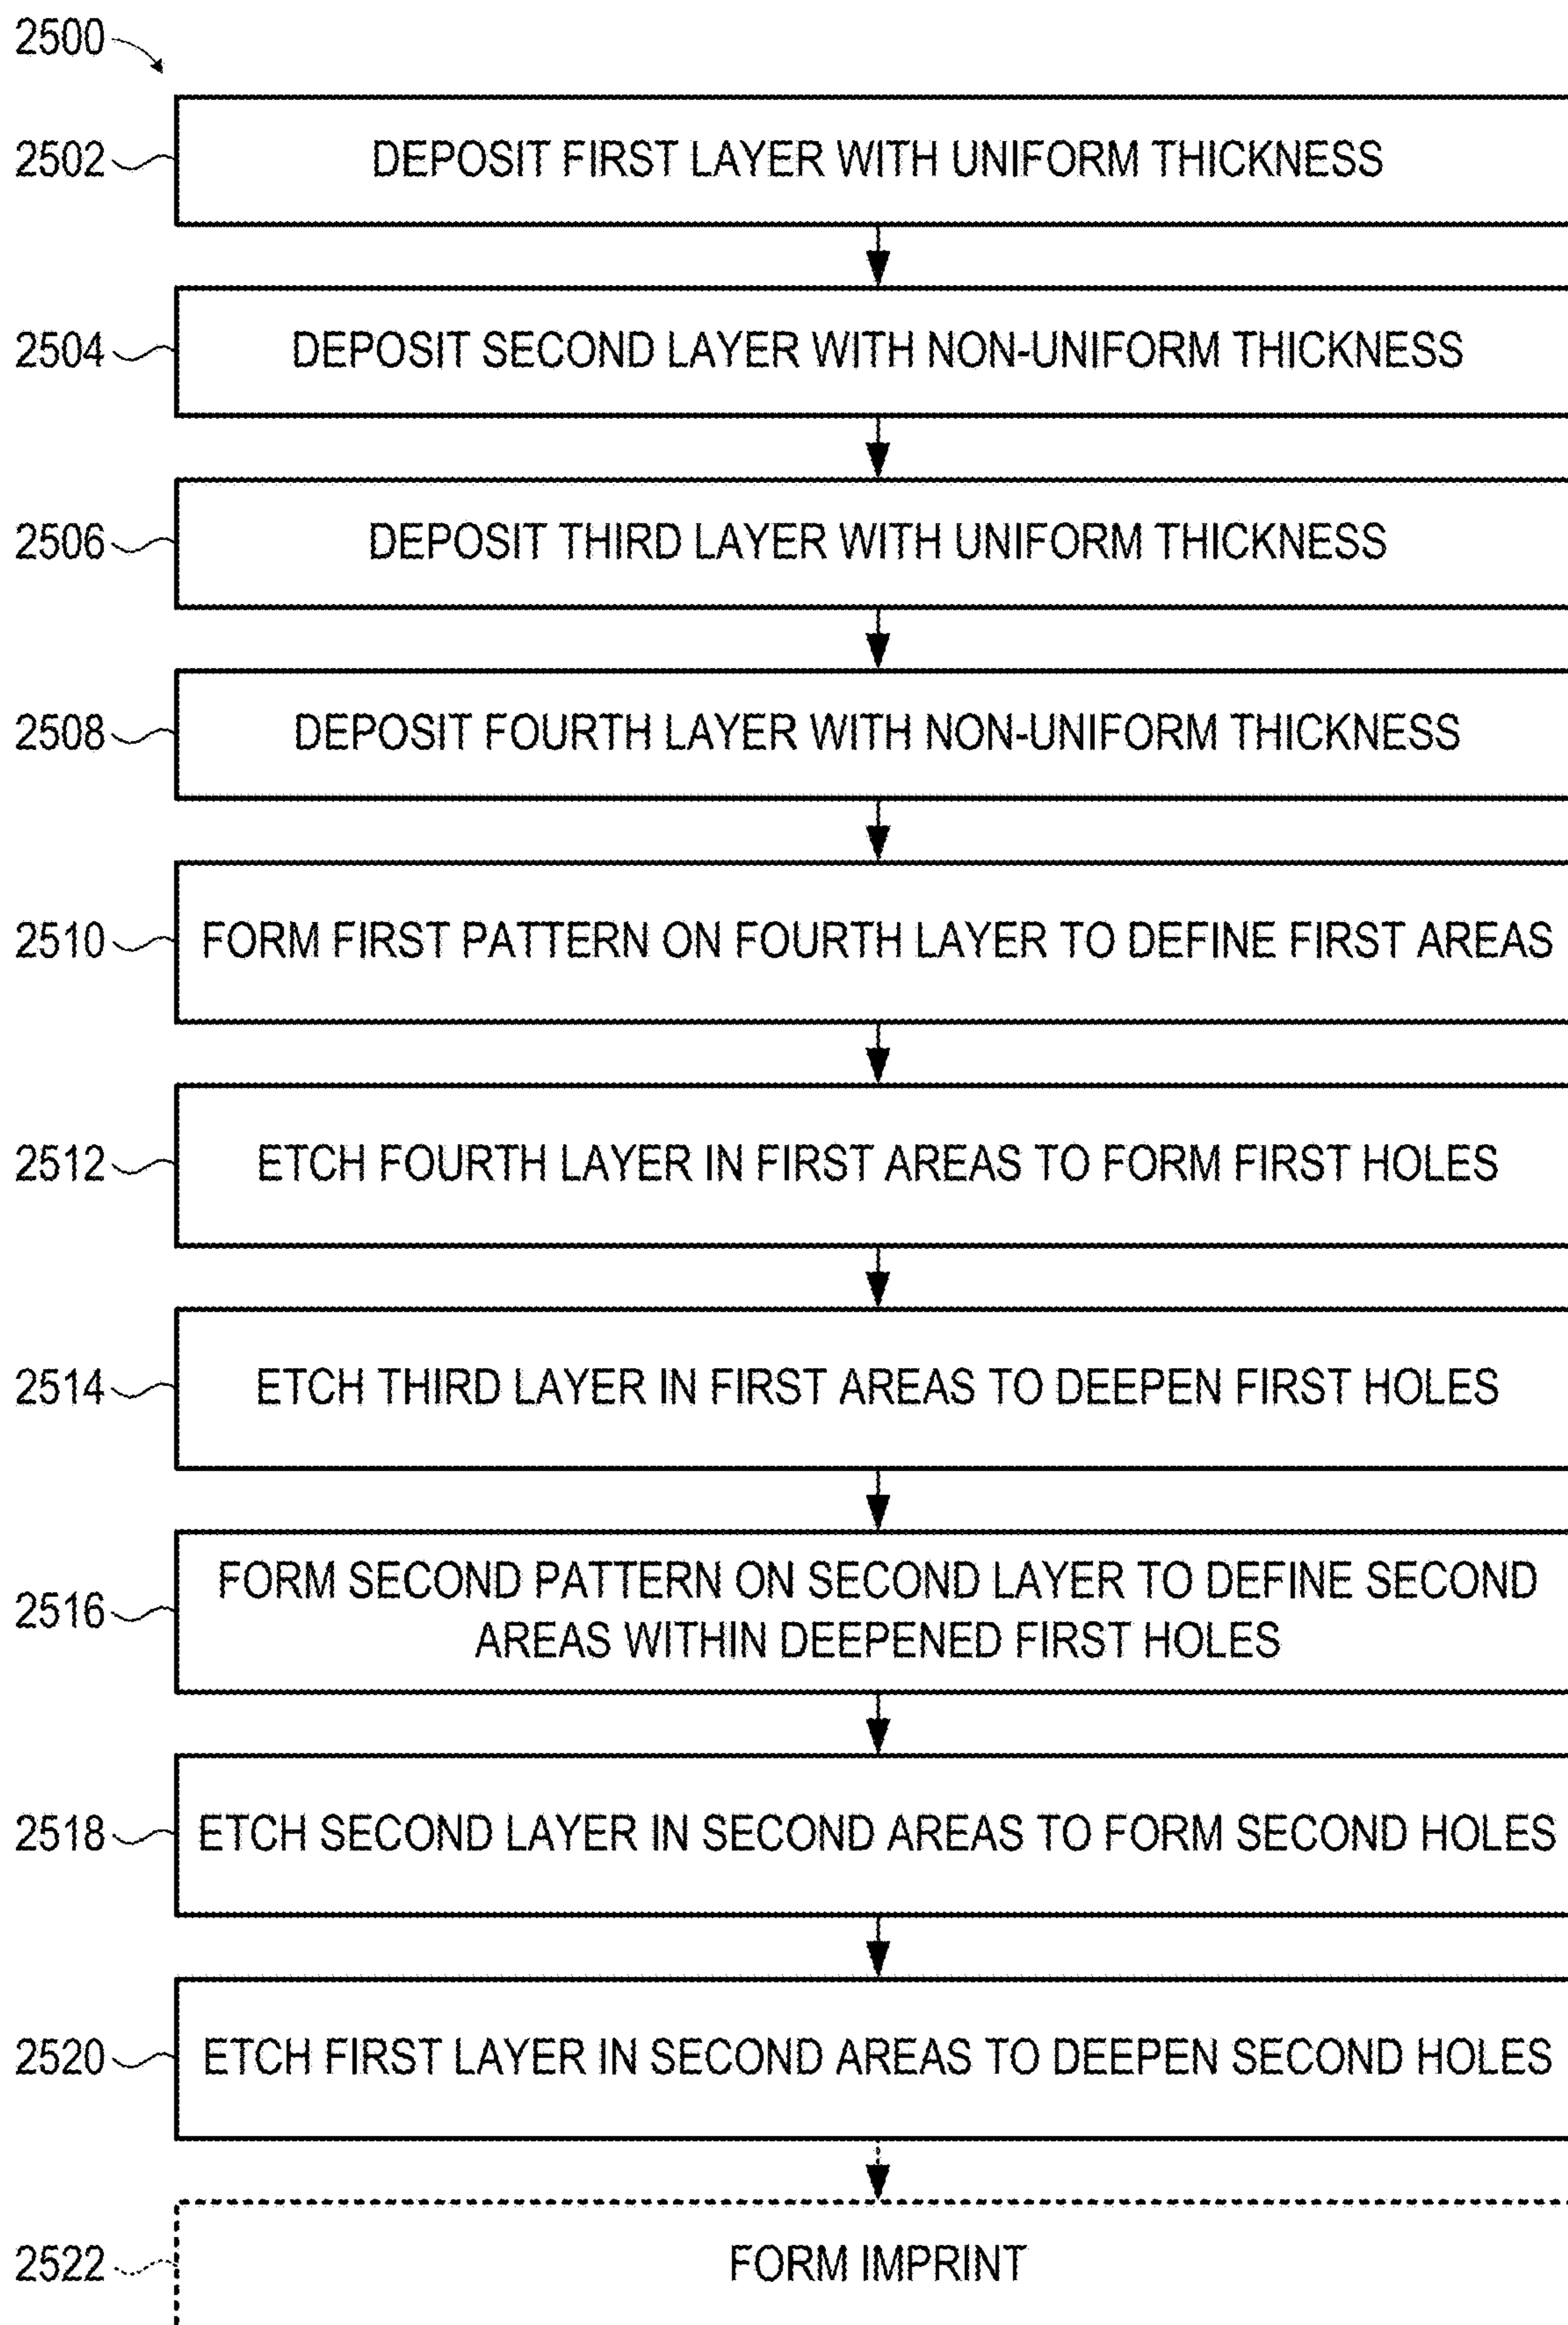 2500
2502 DEPOSIT FIRST LAYER WITH UNIFORM THICKNESS
2504 DEPOSIT SECOND LAYER WITH NON-UNIFORM THICKNESS
2506 DEPOSIT THIRD LAYER WITH UNIFORM THICKNESS
2508 DEPOSIT FOURTH LAYER WITH NON-UNIFORM THICKNESS
2510 FORM FIRST PATTERN ON FOURTH LAYER TO DEFINE FIRST AREAS
2512 ETCH FOURTH LAYER IN FIRST AREAS TO FORM FIRST HOLES
2514 ETCH THIRD LAYER IN FIRST AREAS TO DEEPEN FIRST HOLES
2516 FORM SECOND PATTERN ON SECOND LAYER TO DEFINE SECOND
AREAS WITHIN DEEPENED FIRST HOLES
2518 ETCH SECOND LAYER IN SECOND AREAS TO FORM SECOND HOLES
2520 ETCH FIRST LAYER IN SECOND AREAS TO DEEPEN SECOND HOLES
2522 FORM IMPRINT